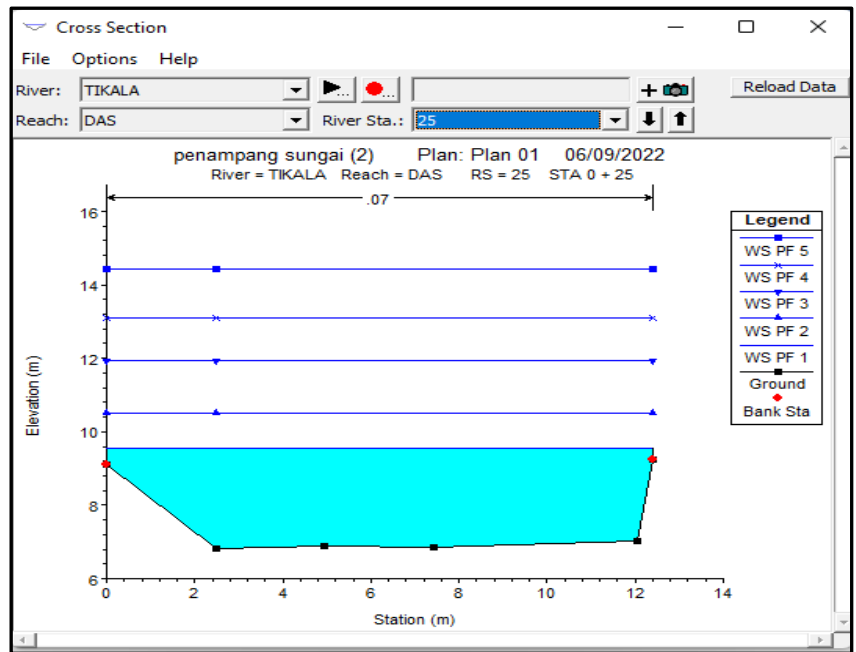 Cross Section
File Options Help
River: TIKALA ... ... + Reload Data
Reach: DAS River Sta.: 25
penampang sungai (2) Plan: Plan 01 06/09/2022
River = TIKALA Reach = DAS RS = 25 STA 0 + 25
.07
16
14
12
10
8
6
0 2 4 6 8 10 12 14
Elevation (m)
Station (m)
Legend
WS PF 5
WS PF 4
WS PF 3
WS PF 2
WS PF 1
Ground
Bank Sta